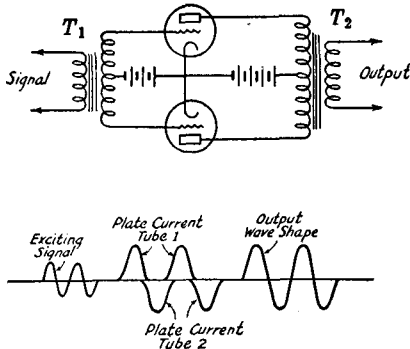 T1
T2
Signal
Output
Plate Current
Tube 1
Output
Wave Shape
Exciting
Signal
Plate Current
Tube 2